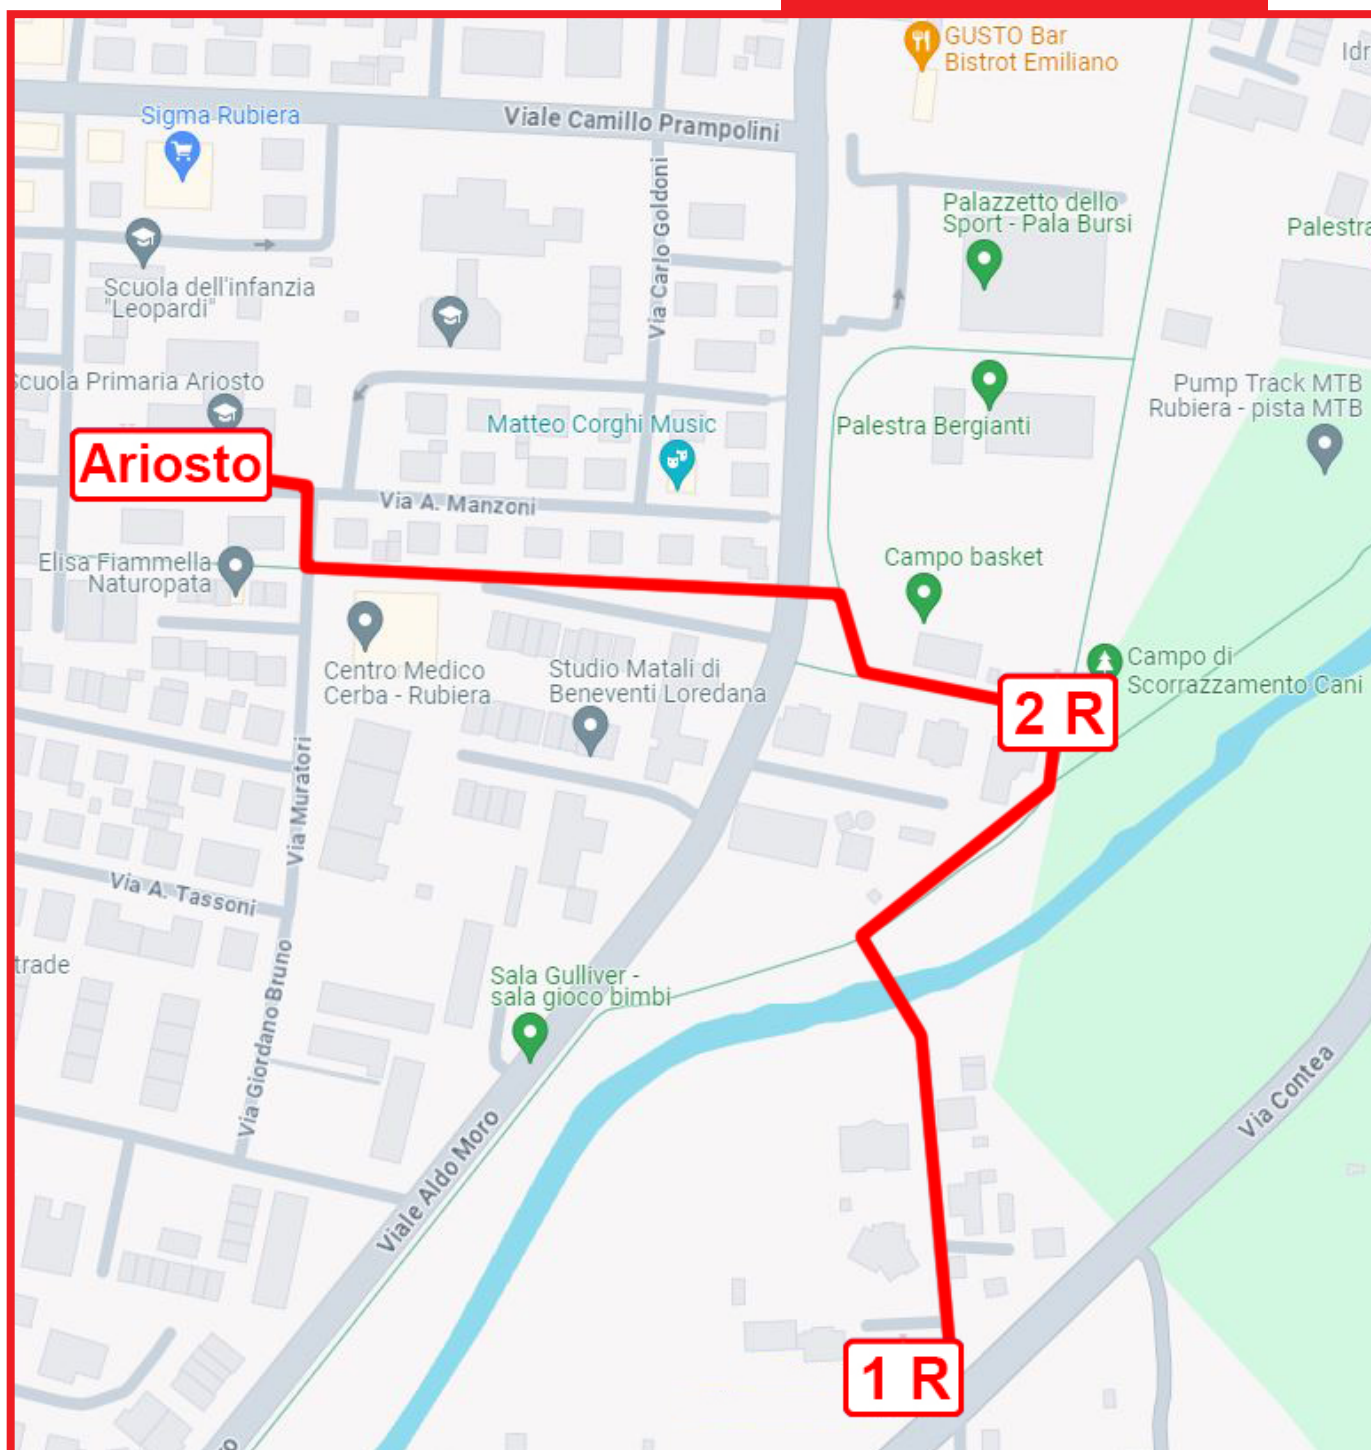 GUSTO Bar
Bistrot Emiliano
Idr
Sigma Rubiera
Viale Camillo Prampolini
Via Carlo Goldoni
Palazzetto dello
Sport - Pala Bursi
Palestra
Scuola dell'infanzia
"Leopardi"
Scuola Primaria Ariosto
Pump Track MTB
Rubiera - pista MTB
Matteo Corghi Music
Palestra Bergianti
Ariosto
Via A. Manzoni
Elisa Fiammella
Naturopata
Campo basket
Centro Medico
Cerba - Rubiera
Studio Matali di
Beneventi Loredana
Campo di
Scorrazzamento Cani
2 R
Via Muratori
Via A. Tassoni
trade
Via Giordano Bruno
Sala Gulliver -
sala gioco bimbi
Via Contea
Viale Aldo Moro
1 R